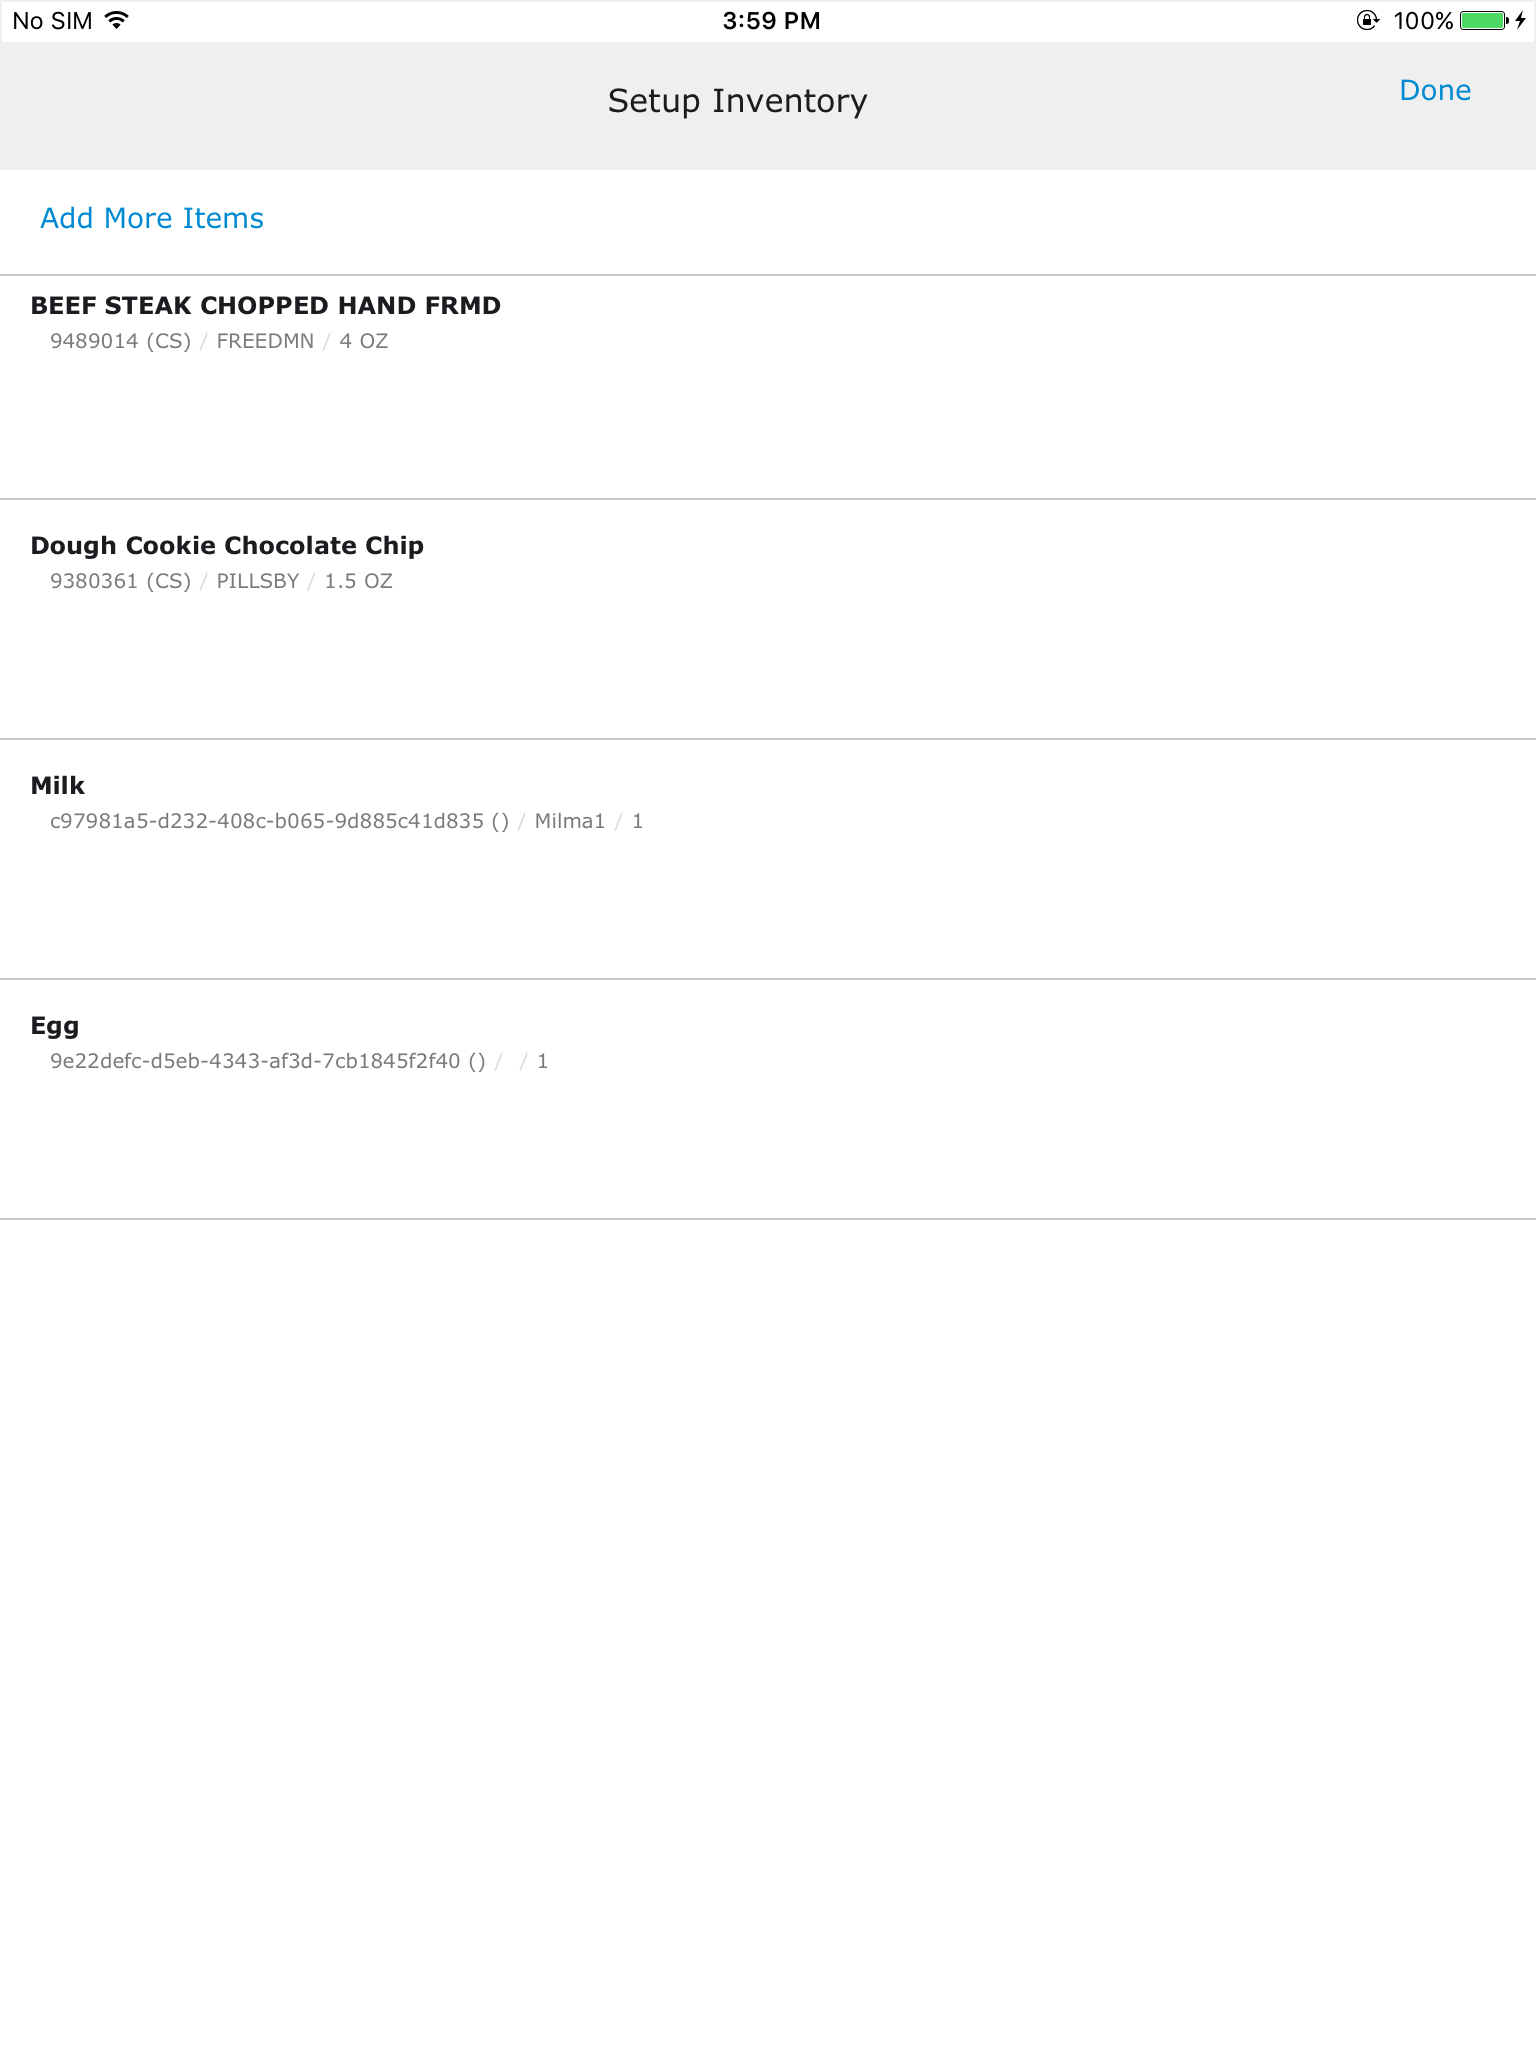 No SIM 3:59 PM 100%
Setup Inventory Done
Add More Items
BEEF STEAK CHOPPED HAND FRMD
9489014 (CS) / FREEDMN / 4 OZ
Dough Cookie Chocolate Chip
9380361 (CS) / PILLSBY / 1.5 OZ
Milk
c97981a5-d232-408c-b065-9d885c41d835 () / Milma1 / 1
Egg
9e22defc-d5eb-4343-af3d-7cb1845f2f40 () / / 1